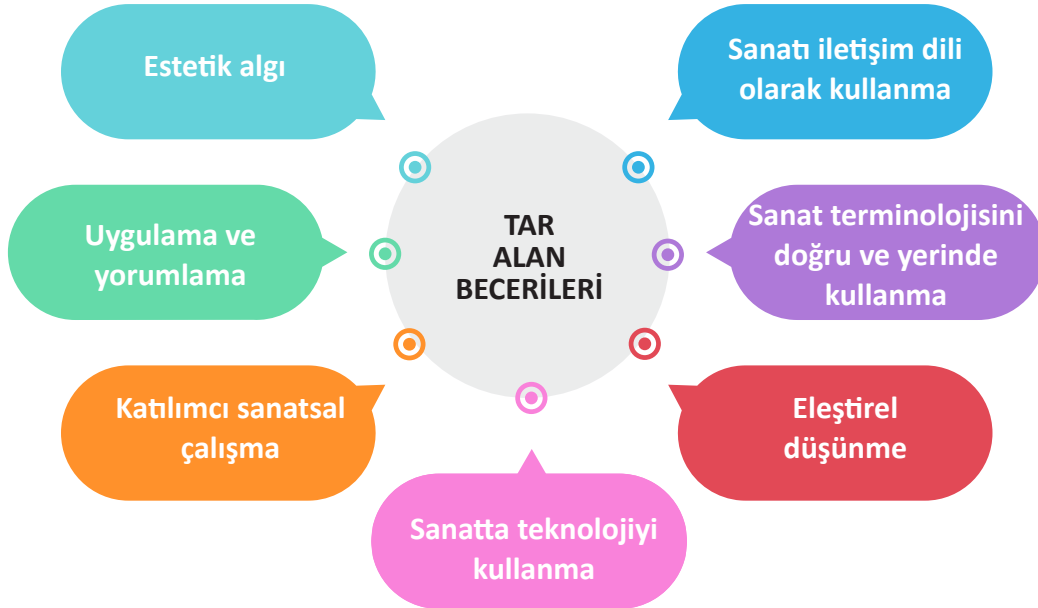 Estetik algı
Sanatı iletişim dili
olarak kullanma
Uygulama ve
yorumlama
TAR
ALAN
BECERİLERİ
Sanat terminolojisini
doğru ve yerinde
kullanma
Katılımcı sanatsal
çalışma
Eleştirel
düşünme
Sanatta teknolojiyi
kullanma